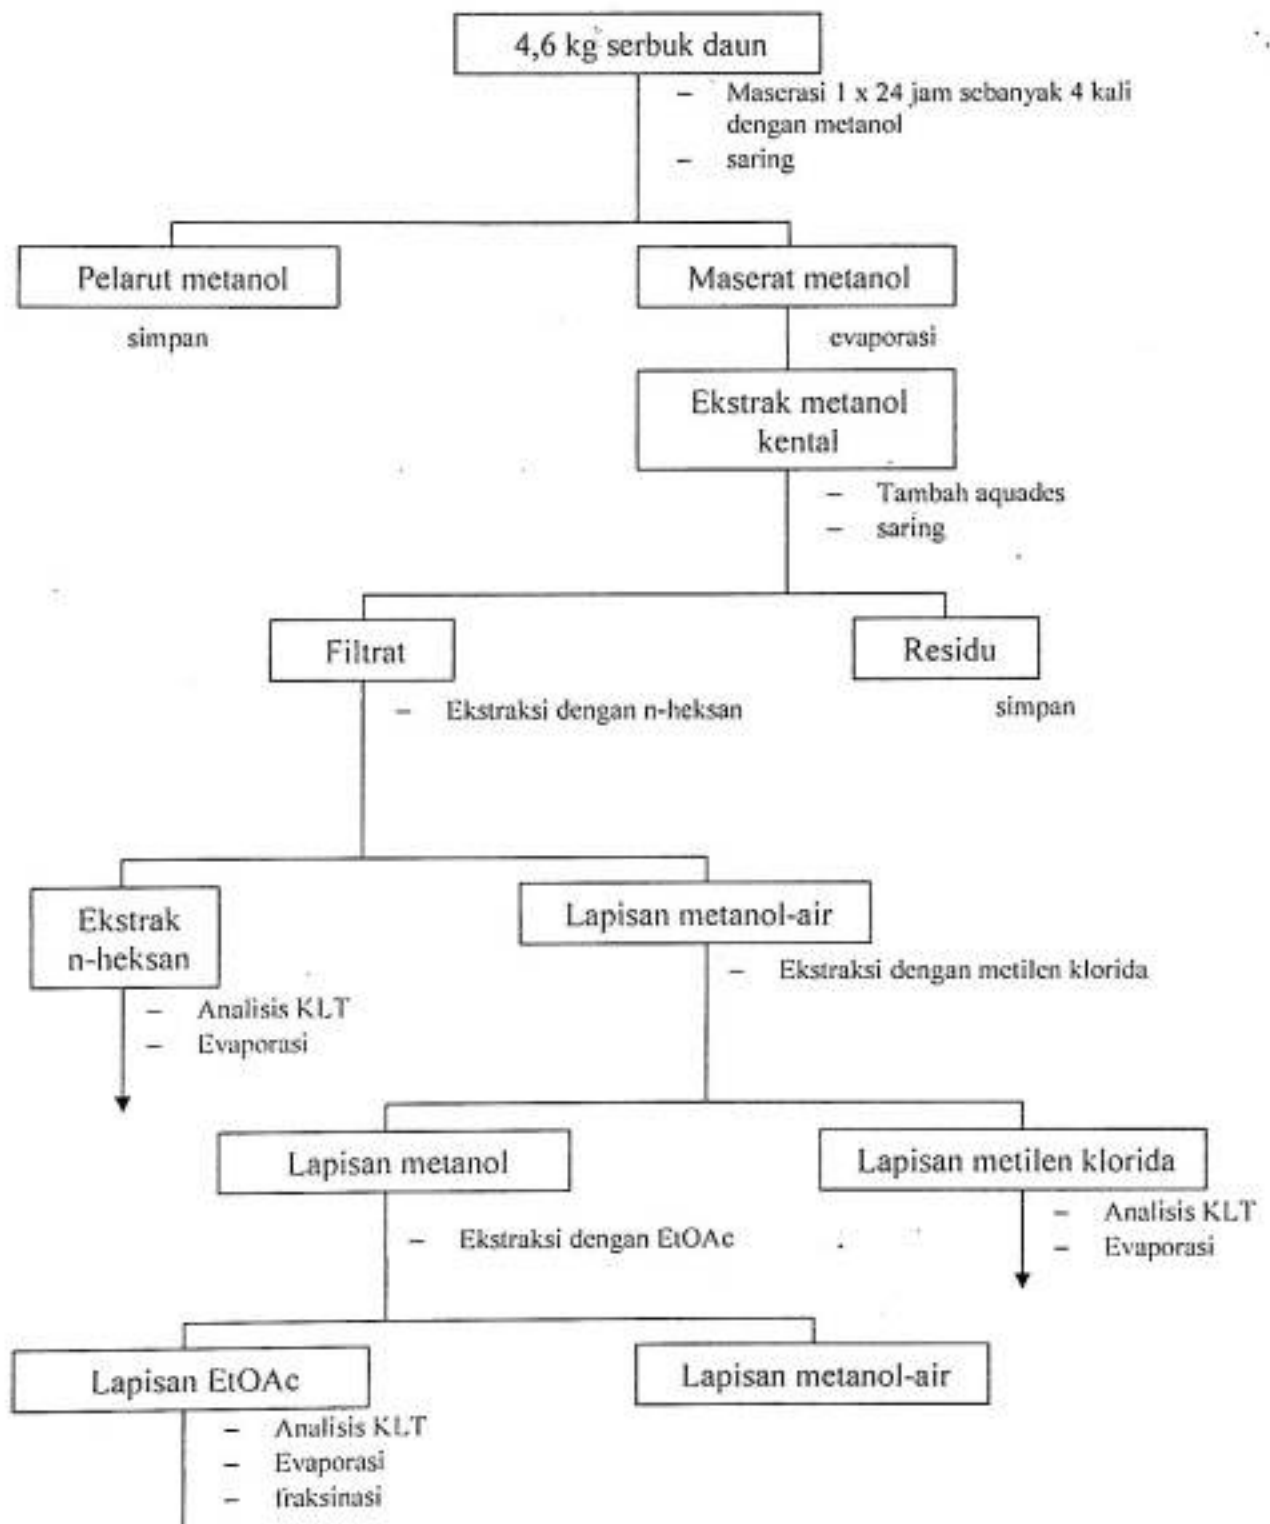 4,6 kg serbuk daun
- Maserasi 1 x 24 jam sebanyak 4 kali
dengan metanol
- saring
Pelarut metanol
Maserat metanol
simpan
evaporasi
Ekstrak metanol
kental
- Tambah aquades
- saring
Filtrat
Residu
- Ekstraksi dengan n-heksan
simpan
Ekstrak
n-heksan
Lapisan metanol-air
- Ekstraksi dengan metilen klorida
- Analisis KLT
- Evaporasi
Lapisan metanol
Lapisan metilen klorida
- Ekstraksi dengan EtOAc
- Analisis KLT
- Evaporasi
Lapisan EtOAc
Lapisan metanol-air
- Analisis KLT
- Evaporasi
- fraksinasi